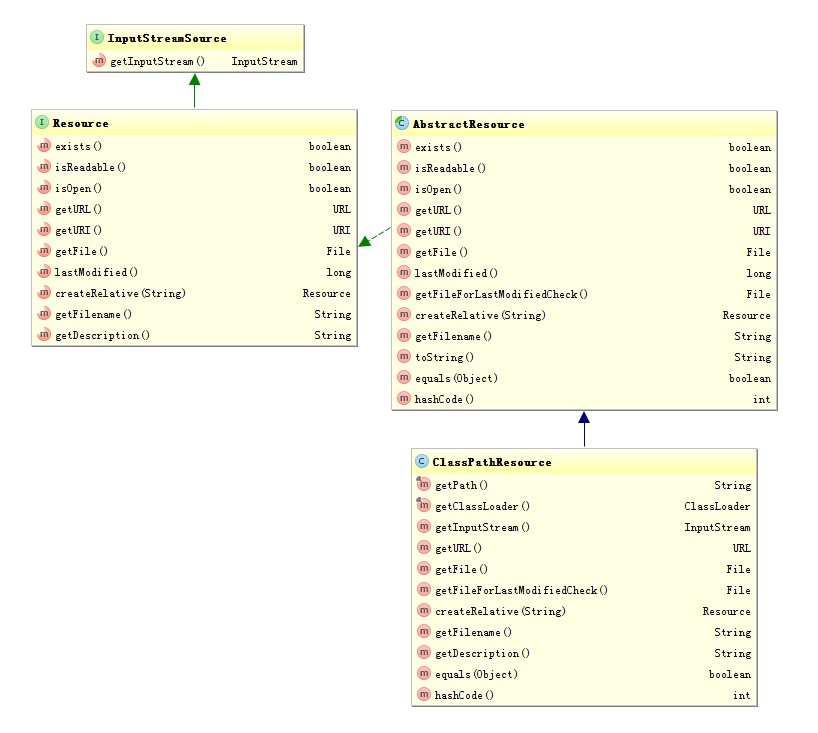 I InputStreamSource
m getInputStream() InputStream
I Resource
m exists() boolean
m isReadable() boolean
m isOpen() boolean
m getURL() URL
m getURI() URI
m getFile() File
m lastModified() long
m createRelative(String) Resource
m getFilename() String
m getDescription() String
C AbstractResource
m exists() boolean
m isReadable() boolean
m isOpen() boolean
m getURL() URL
m getURI() URI
m getFile() File
m lastModified() long
m getFileForLastModifiedCheck() File
m createRelative(String) Resource
m getFilename() String
m toString() String
m equals(Object) boolean
m hashCode() int
C ClassPathResource
m getPath() String
m getClassLoader() ClassLoader
m getInputStream() InputStream
m getURL() URL
m getFile() File
m getFileForLastModifiedCheck() File
m createRelative(String) Resource
m getFilename() String
m getDescription() String
m equals(Object) boolean
m hashCode() int